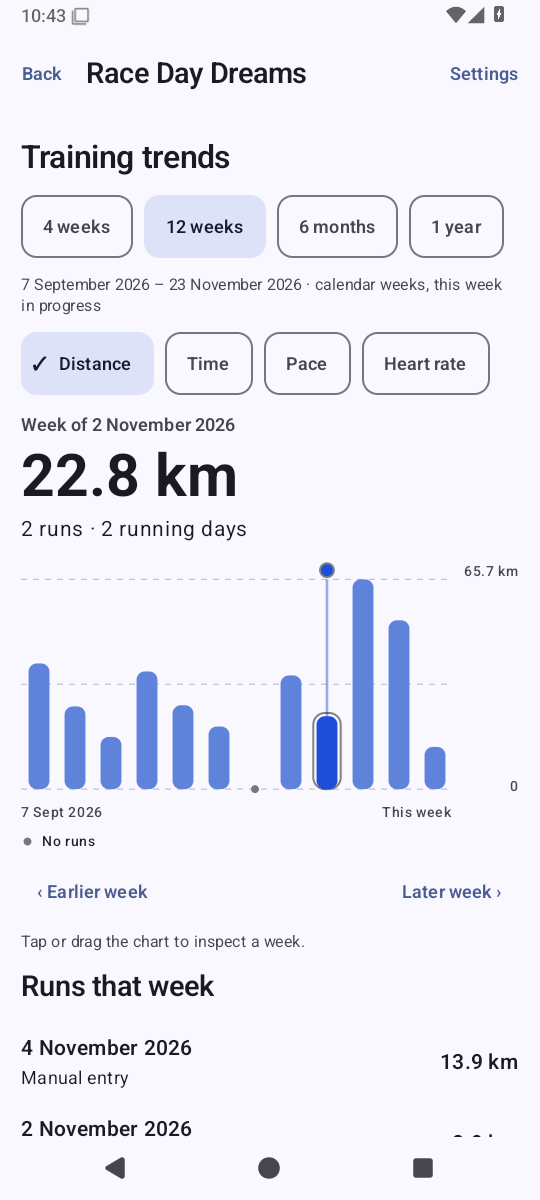 10:43
Back Race Day Dreams Settings
Training trends
4 weeks 12 weeks 6 months 1 year
7 September 2026 – 23 November 2026 · calendar weeks, this week
in progress
✓ Distance Time Pace Heart rate
Week of 2 November 2026
22.8 km
2 runs · 2 running days
65.7 km
0
7 Sept 2026 This week
No runs
‹ Earlier week Later week ›
Tap or drag the chart to inspect a week.
Runs that week
4 November 2026
13.9 km
Manual entry
2 November 2026